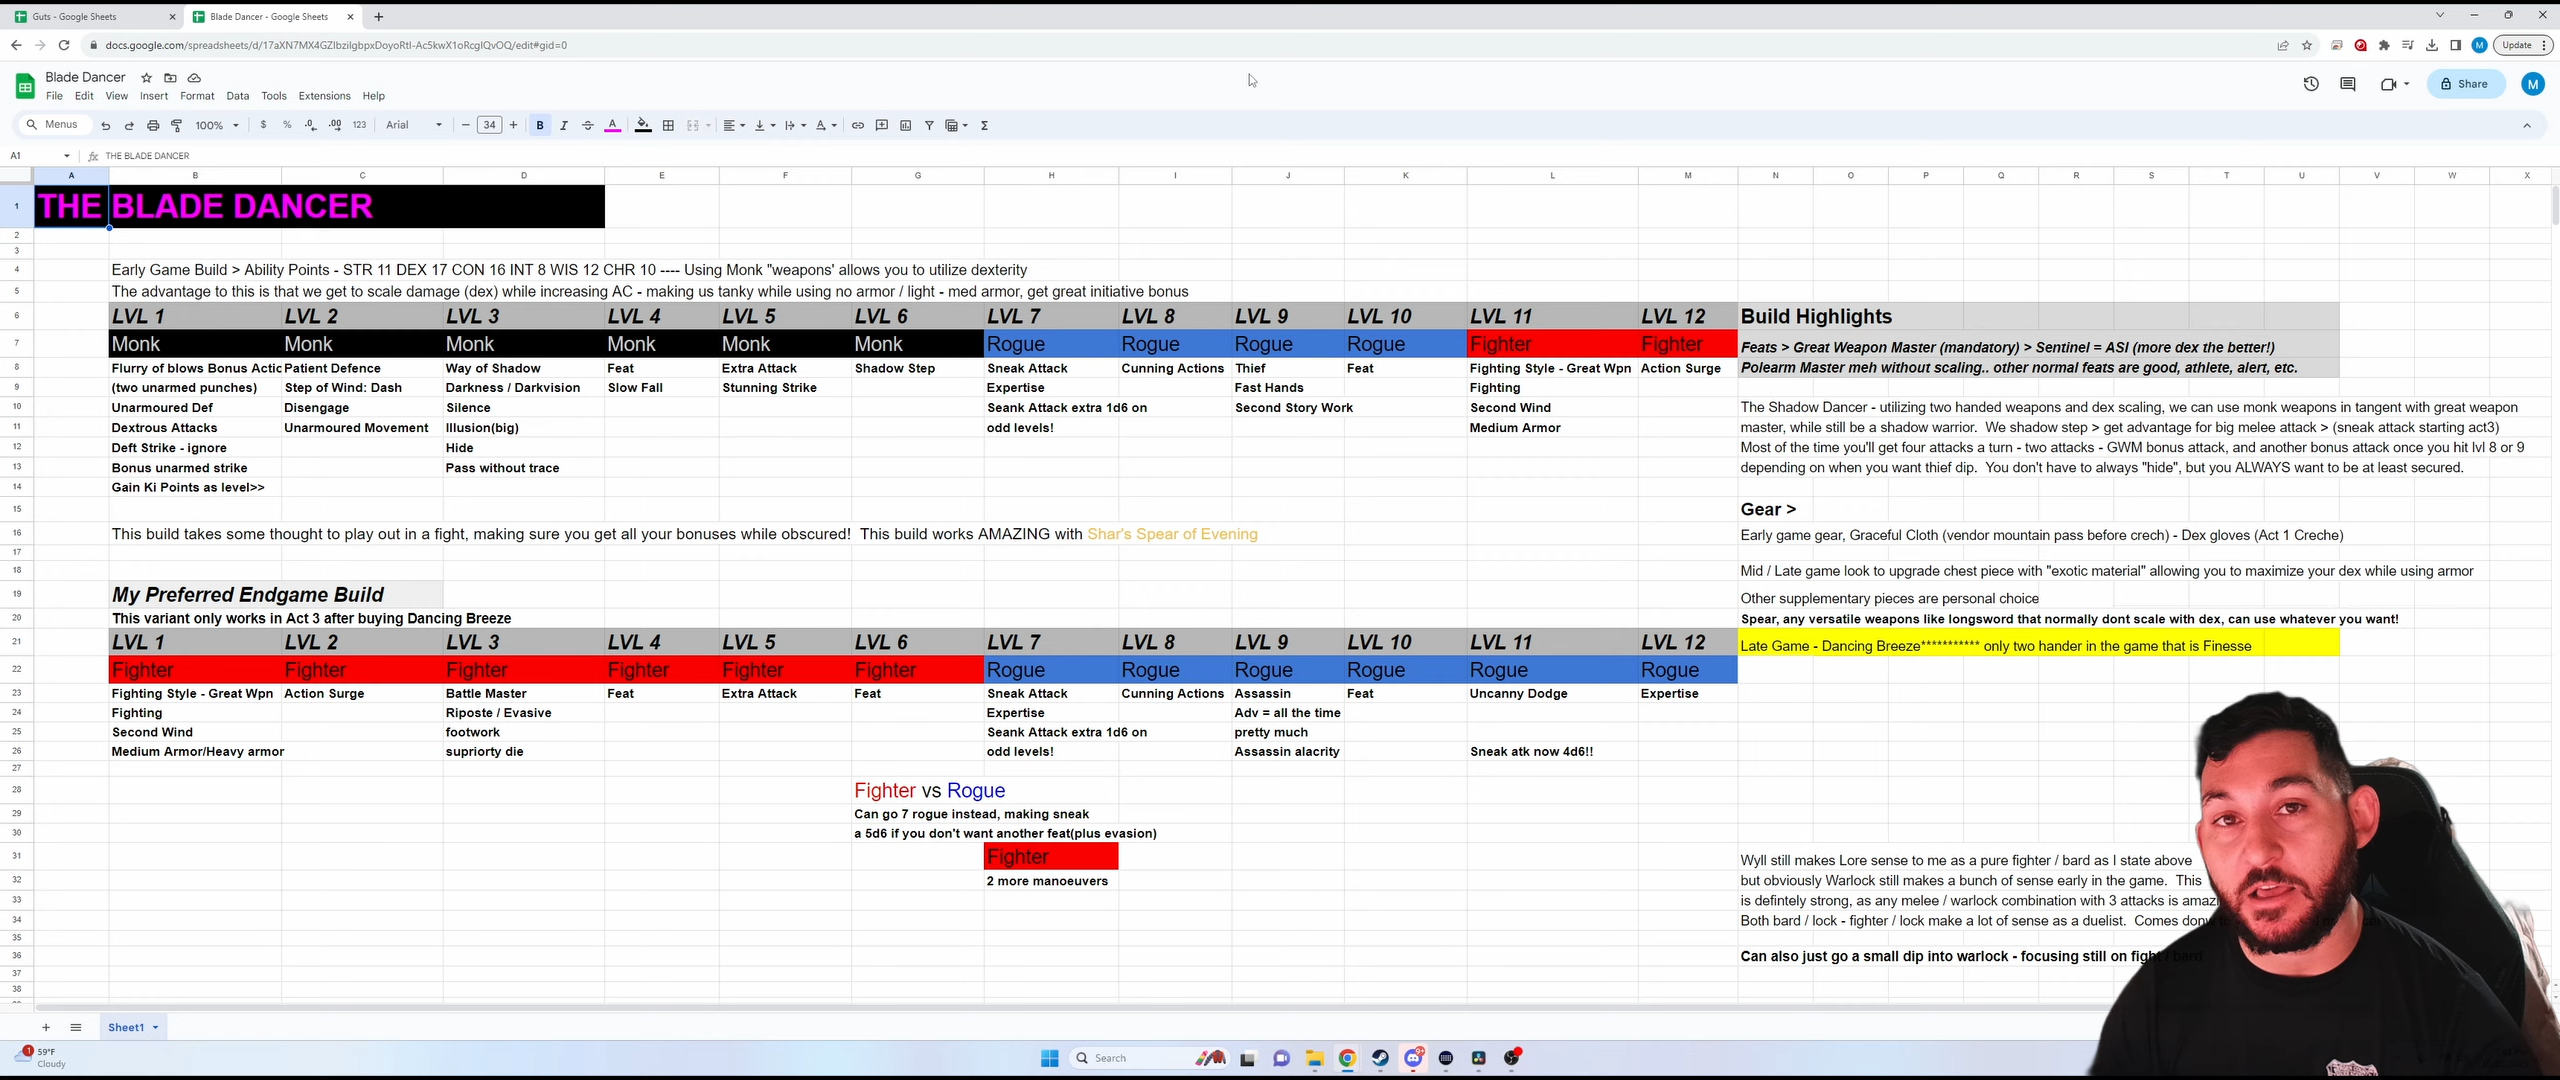 Guts - Google Sheets
Blade Dancer - Google Sheets
docs.google.com/spreadsheets/d/
Update
Blade Dancer
File Edit View Insert Format Data Tools Extensions Help
Share
M
Menus 100% $ % .0 .00 123 Arial 34 B I A
A1 fx THE BLADE DANCER
A B C D E F G H I J K L M N O P Q R S T U V W X
THE BLADE DANCER
Early Game Build > Ability Points - STR 11 DEX 17 CON 16 INT 8 WIS 12 CHR 10 ---- Using Monk "weapons' allows you to utilize dexterity
The advantage to this is that we get to scale damage (dex) while increasing AC - making us tanky while using no armor / light - med armor, get great initiative bonus
LVL 1 LVL 2 LVL 3 LVL 4 LVL 5 LVL 6 LVL 7 LVL 8 LVL 9 LVL 10 LVL 11 LVL 12 Build Highlights
Monk Monk Monk Monk Monk Monk Rogue Rogue Rogue Rogue Fighter Fighter Feats > Great Weapon Master (mandatory) > Sentinel = ASI (more dex the better!)
Flurry of blows Bonus Actic Patient Defence Way of Shadow Feat Extra Attack Shadow Step Sneak Attack Cunning Actions Thief Feat Fighting Style - Great Wpn Action Surge Polearm Master meh without scaling.. other normal feats are good, athlete, alert, etc.
(two unarmed punches) Step of Wind: Dash Darkness / Darkvision Slow Fall Stunning Strike Expertise Fast Hands Fighting
Unarmoured Def Disengage Silence Seank Attack extra 1d6 on Second Story Work Second Wind The Shadow Dancer - utilizing two handed weapons and dex scaling, we can use monk weapons in tangent with great weapon
Dextrous Attacks Unarmoured Movement Illusion(big) odd levels! Medium Armor master, while still be a shadow warrior. We shadow step > get advantage for big melee attack > (sneak attack starting act3)
Deft Strike - ignore Hide Most of the time you'll get four attacks a turn - two attacks - GWM bonus attack, and another bonus attack once you hit lvl 8 or 9
Bonus unarmed strike Pass without trace depending on when you want thief dip. You don't have to always "hide", but you ALWAYS want to be at least secured.
Gain Ki Points as level>>
Gear >
This build takes some thought to play out in a fight, making sure you get all your bonuses while obscured! This build works AMAZING with Shar's Spear of Evening Early game gear, Graceful Cloth (vendor mountain pass before crech) - Dex gloves (Act 1 Creche)
Mid / Late game look to upgrade chest piece with "exotic material" allowing you to maximize your dex while using armor
My Preferred Endgame Build Other supplementary pieces are personal choice
This variant only works in Act 3 after buying Dancing Breeze Spear, any versatile weapons like longsword that normally dont scale with dex, can use whatever you want!
LVL 1 LVL 2 LVL 3 LVL 4 LVL 5 LVL 6 LVL 7 LVL 8 LVL 9 LVL 10 LVL 11 LVL 12 Late Game - Dancing Breeze*********** only two hander in the game that is Finesse
Fighter Fighter Fighter Fighter Fighter Fighter Rogue Rogue Rogue Rogue Rogue Rogue
Fighting Style - Great Wpn Action Surge Battle Master Feat Extra Attack Feat Sneak Attack Cunning Actions Assassin Feat Uncanny Dodge Expertise
Fighting Riposte / Evasive Expertise Adv = all the time
Second Wind footwork Seank Attack extra 1d6 on pretty much
Medium Armor/Heavy armor supriorty die odd levels! Assassin alacrity Sneak atk now 4d6!!
Fighter vs Rogue
Can go 7 rogue instead, making sneak
a 5d6 if you don't want another feat(plus evasion)
Fighter
2 more manoeuvers
Wyll still makes Lore sense to me as a pure fighter / bard as I state above
but obviously Warlock still makes a bunch of sense early in the game. This
is defintely strong, as any melee / warlock combination with 3 attacks is
Both bard / lock - fighter / lock make a lot of sense as a duelist. Comes
Can also just go a small dip into warlock - focusing still on fight / bard
Sheet1
59°F
Cloudy
Search